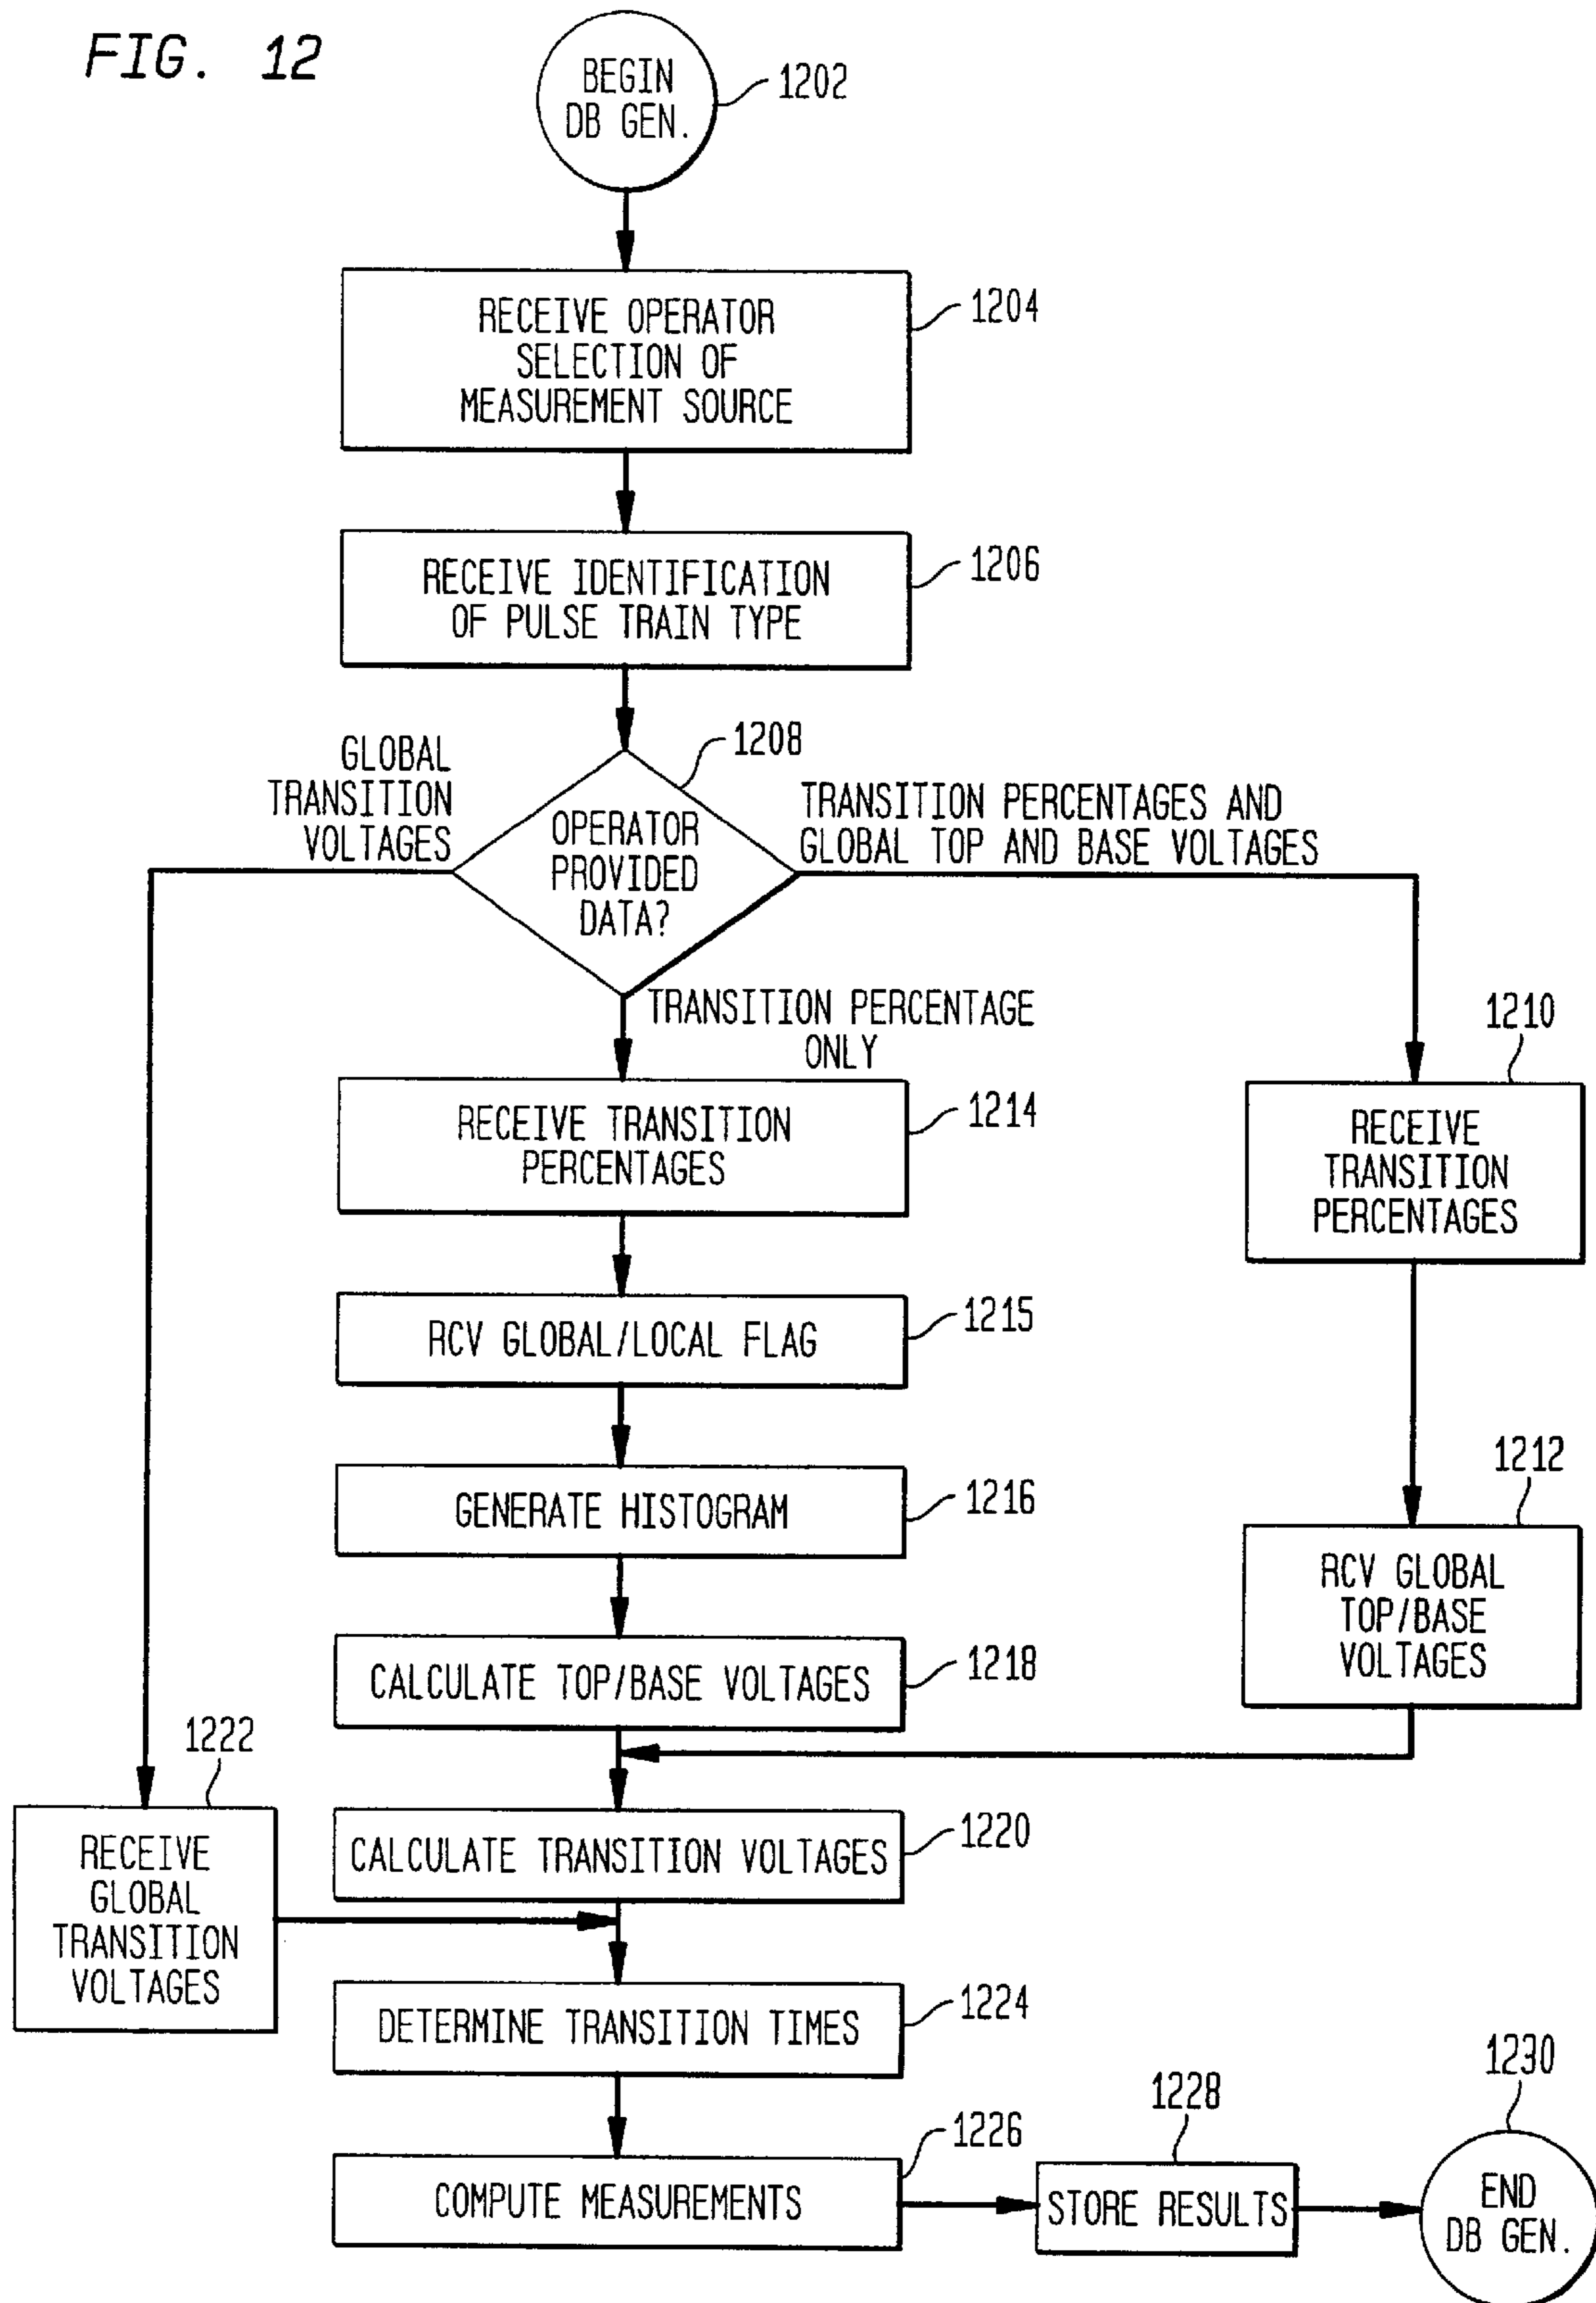 FIG. 12
BEGIN
DB GEN.
1202
RECEIVE OPERATOR
SELECTION OF
MEASUREMENT SOURCE
1204
RECEIVE IDENTIFICATION
OF PULSE TRAIN TYPE
1206
1208
OPERATOR
PROVIDED
DATA?
GLOBAL
TRANSITION
VOLTAGES
TRANSITION PERCENTAGES AND
GLOBAL TOP AND BASE VOLTAGES
TRANSITION PERCENTAGE
ONLY
1210
RECEIVE
TRANSITION
PERCENTAGES
RECEIVE TRANSITION
PERCENTAGES
1214
RCV GLOBAL/LOCAL FLAG
1215
GENERATE HISTOGRAM
1216
1212
RCV GLOBAL
TOP/BASE
VOLTAGES
CALCULATE TOP/BASE VOLTAGES
1218
1222
RECEIVE
GLOBAL
TRANSITION
VOLTAGES
CALCULATE TRANSITION VOLTAGES
1220
DETERMINE TRANSITION TIMES
1224
COMPUTE MEASUREMENTS
1226
STORE RESULTS
1228
END
DB GEN.
1230